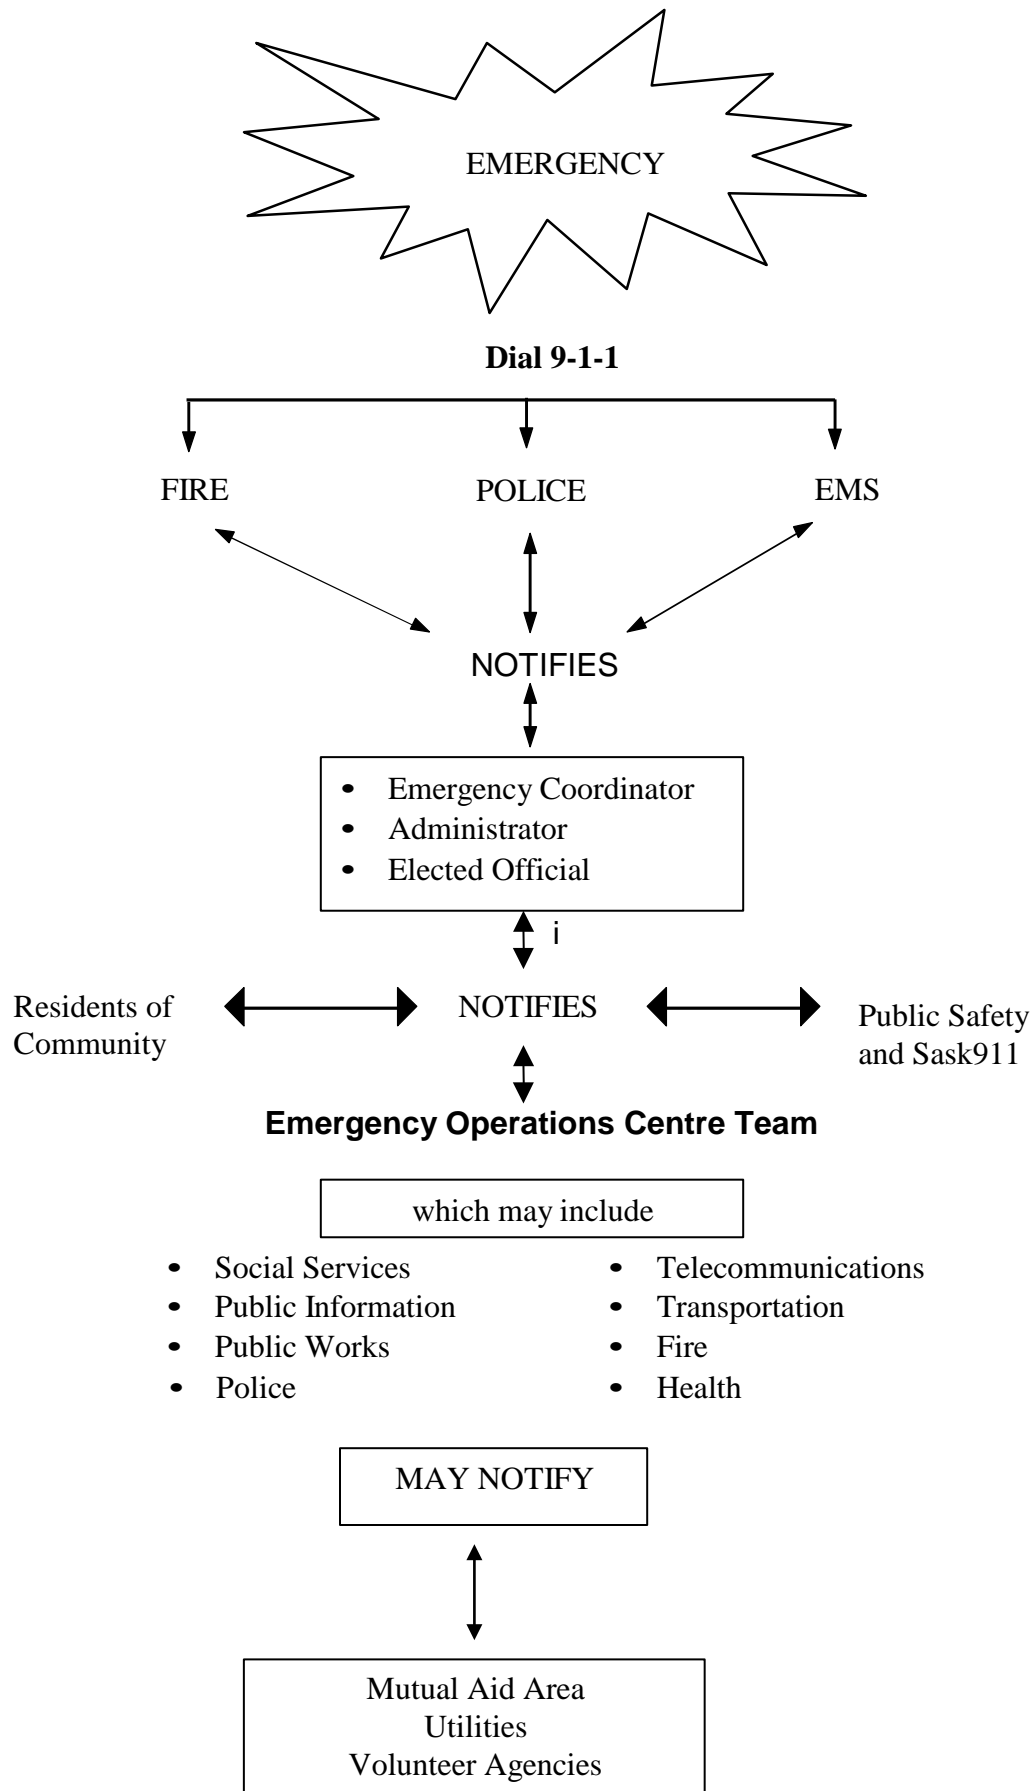 EMERGENCY
Dial 9-1-1
FIRE
POLICE
EMS
NOTIFIES
• Emergency Coordinator
• Administrator
• Elected Official
i
Residents of
Community
NOTIFIES
Public Safety
and Sask911
Emergency Operations Centre Team
which may include
• Social Services
• Public Information
• Public Works
• Police
• Telecommunications
• Transportation
• Fire
• Health
MAY NOTIFY
Mutual Aid Area
Utilities
Volunteer Agencies